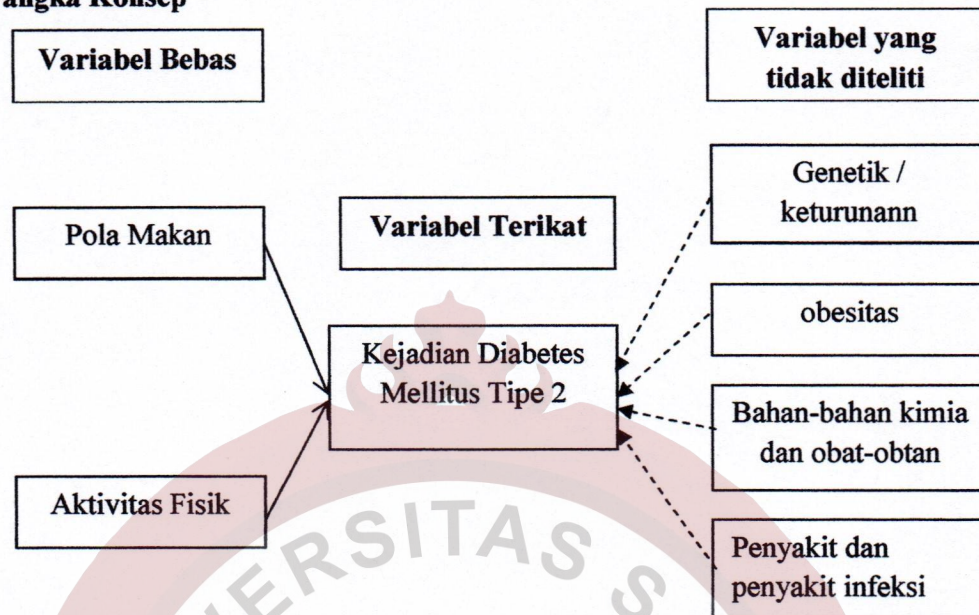 angka Konsep
Variabel Bebas
Variabel yang
tidak diteliti
Genetik /
keturunann
Pola Makan
Variabel Terikat
obesitas
Kejadian Diabetes
Mellitus Tipe 2
Bahan-bahan kimia
dan obat-obtan
Aktivitas Fisik
Penyakit dan
penyakit infeksi
ERSITAS S